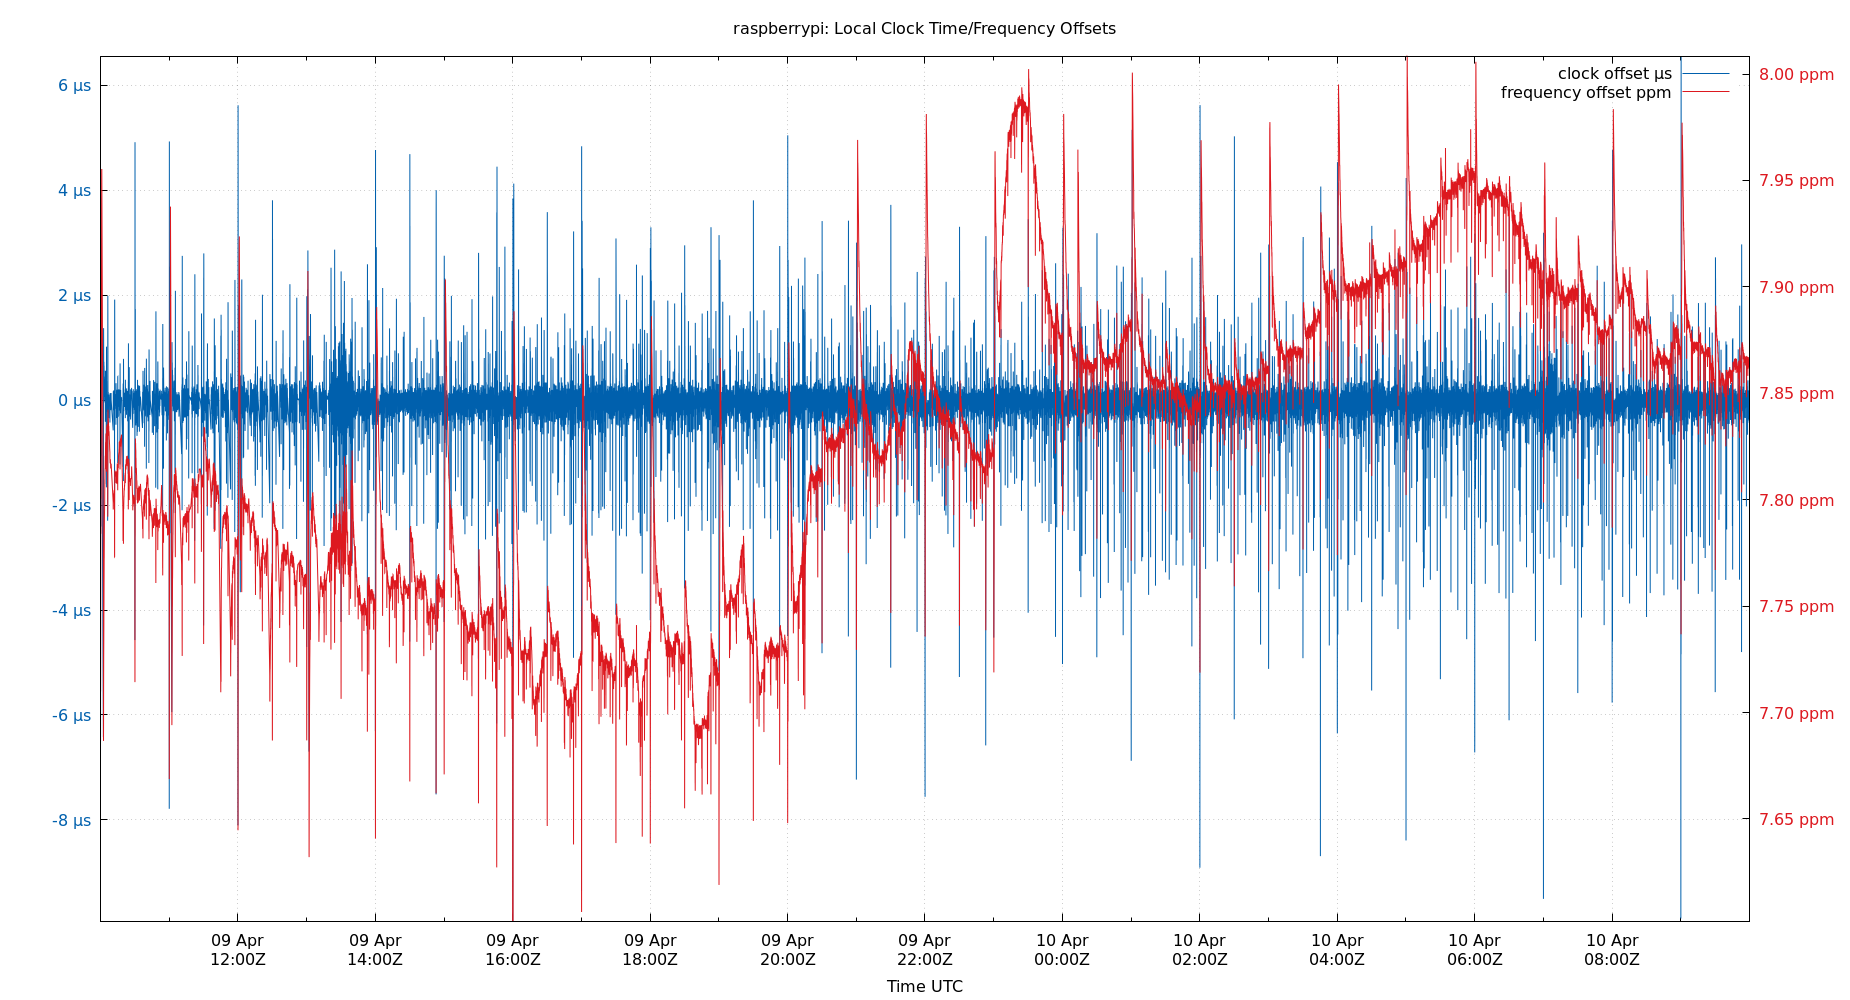 raspberrypi: Local Clock Time/Frequency Offsets
clock offset µs
frequency offset ppm
6 µs
4 µs
2 µs
0 µs
-2 µs
-4 µs
-6 µs
-8 µs
8.00 ppm
7.95 ppm
7.90 ppm
7.85 ppm
7.80 ppm
7.75 ppm
7.70 ppm
7.65 ppm
09 Apr 09 Apr 09 Apr 09 Apr 09 Apr 09 Apr 10 Apr 10 Apr 10 Apr 10 Apr 10 Apr
12:00Z 14:00Z 16:00Z 18:00Z 20:00Z 22:00Z 00:00Z 02:00Z 04:00Z 06:00Z 08:00Z
Time UTC